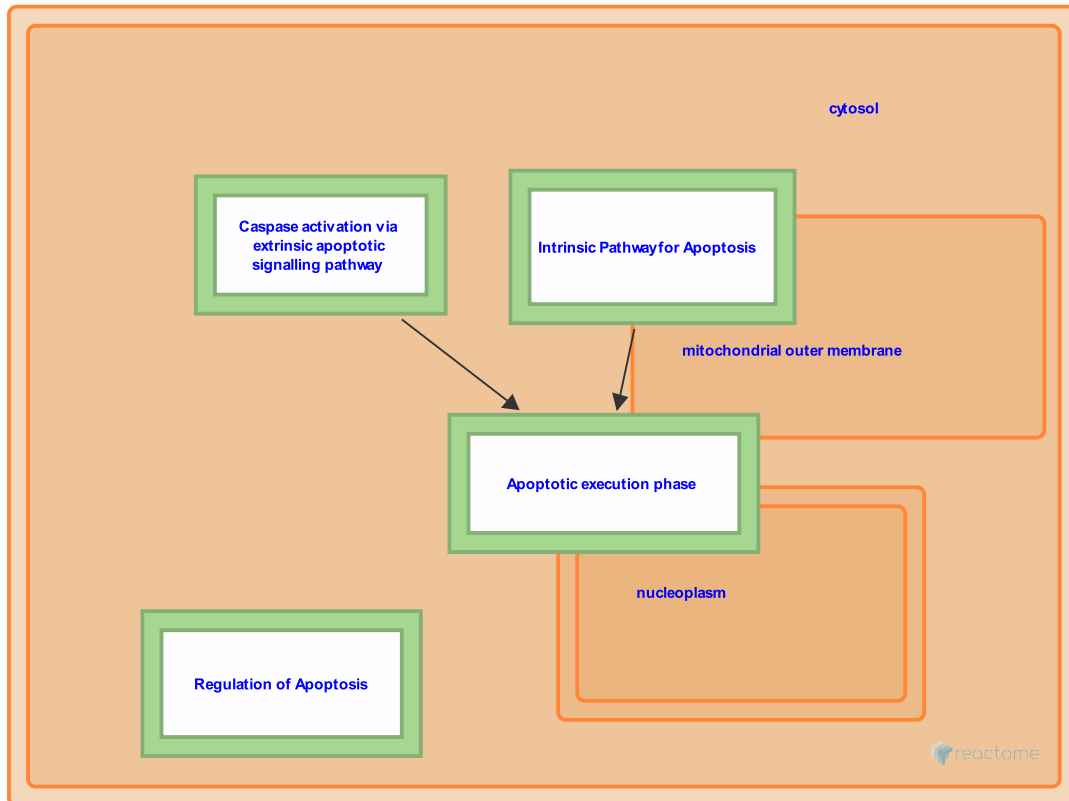 cytosol
Caspase activation via
extrinsic apoptotic
signalling pathway
Intrinsic Pathway for Apoptosis
mitochondrial outer membrane
Apoptotic execution phase
nucleoplasm
Regulation of Apoptosis
reactome